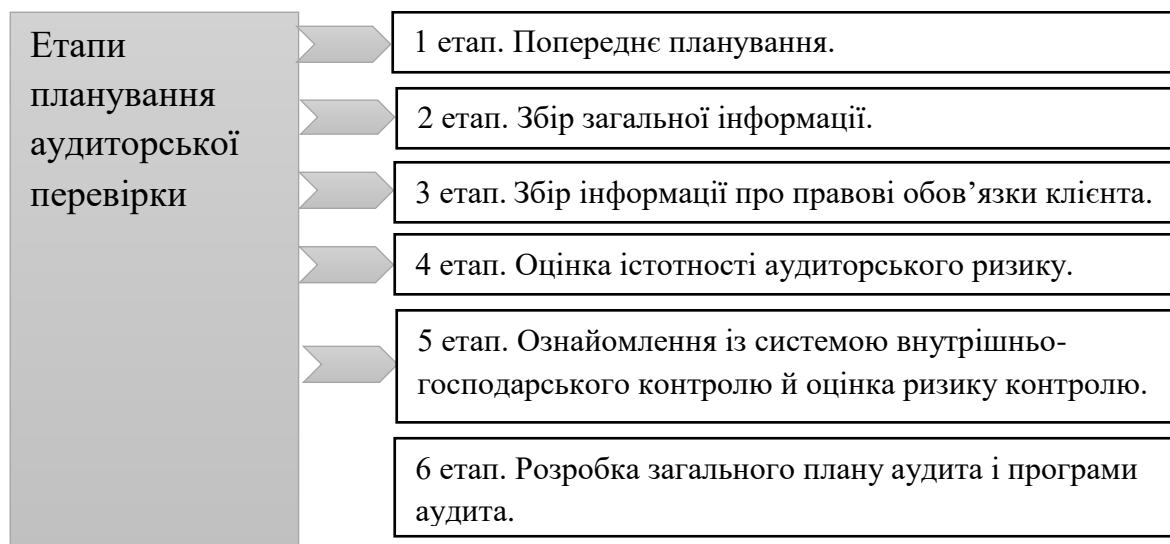 Етапи
планування
аудиторської
перевірки
1 етап. Попереднє планування.
2 етап. Збір загальної інформації.
3 етап. Збір інформації про правові обов’язки клієнта.
4 етап. Оцінка істотності аудиторського ризику.
5 етап. Ознайомлення із системою внутрішньо-
господарського контролю й оцінка ризику контролю.
6 етап. Розробка загального плану аудита і програми
аудита.